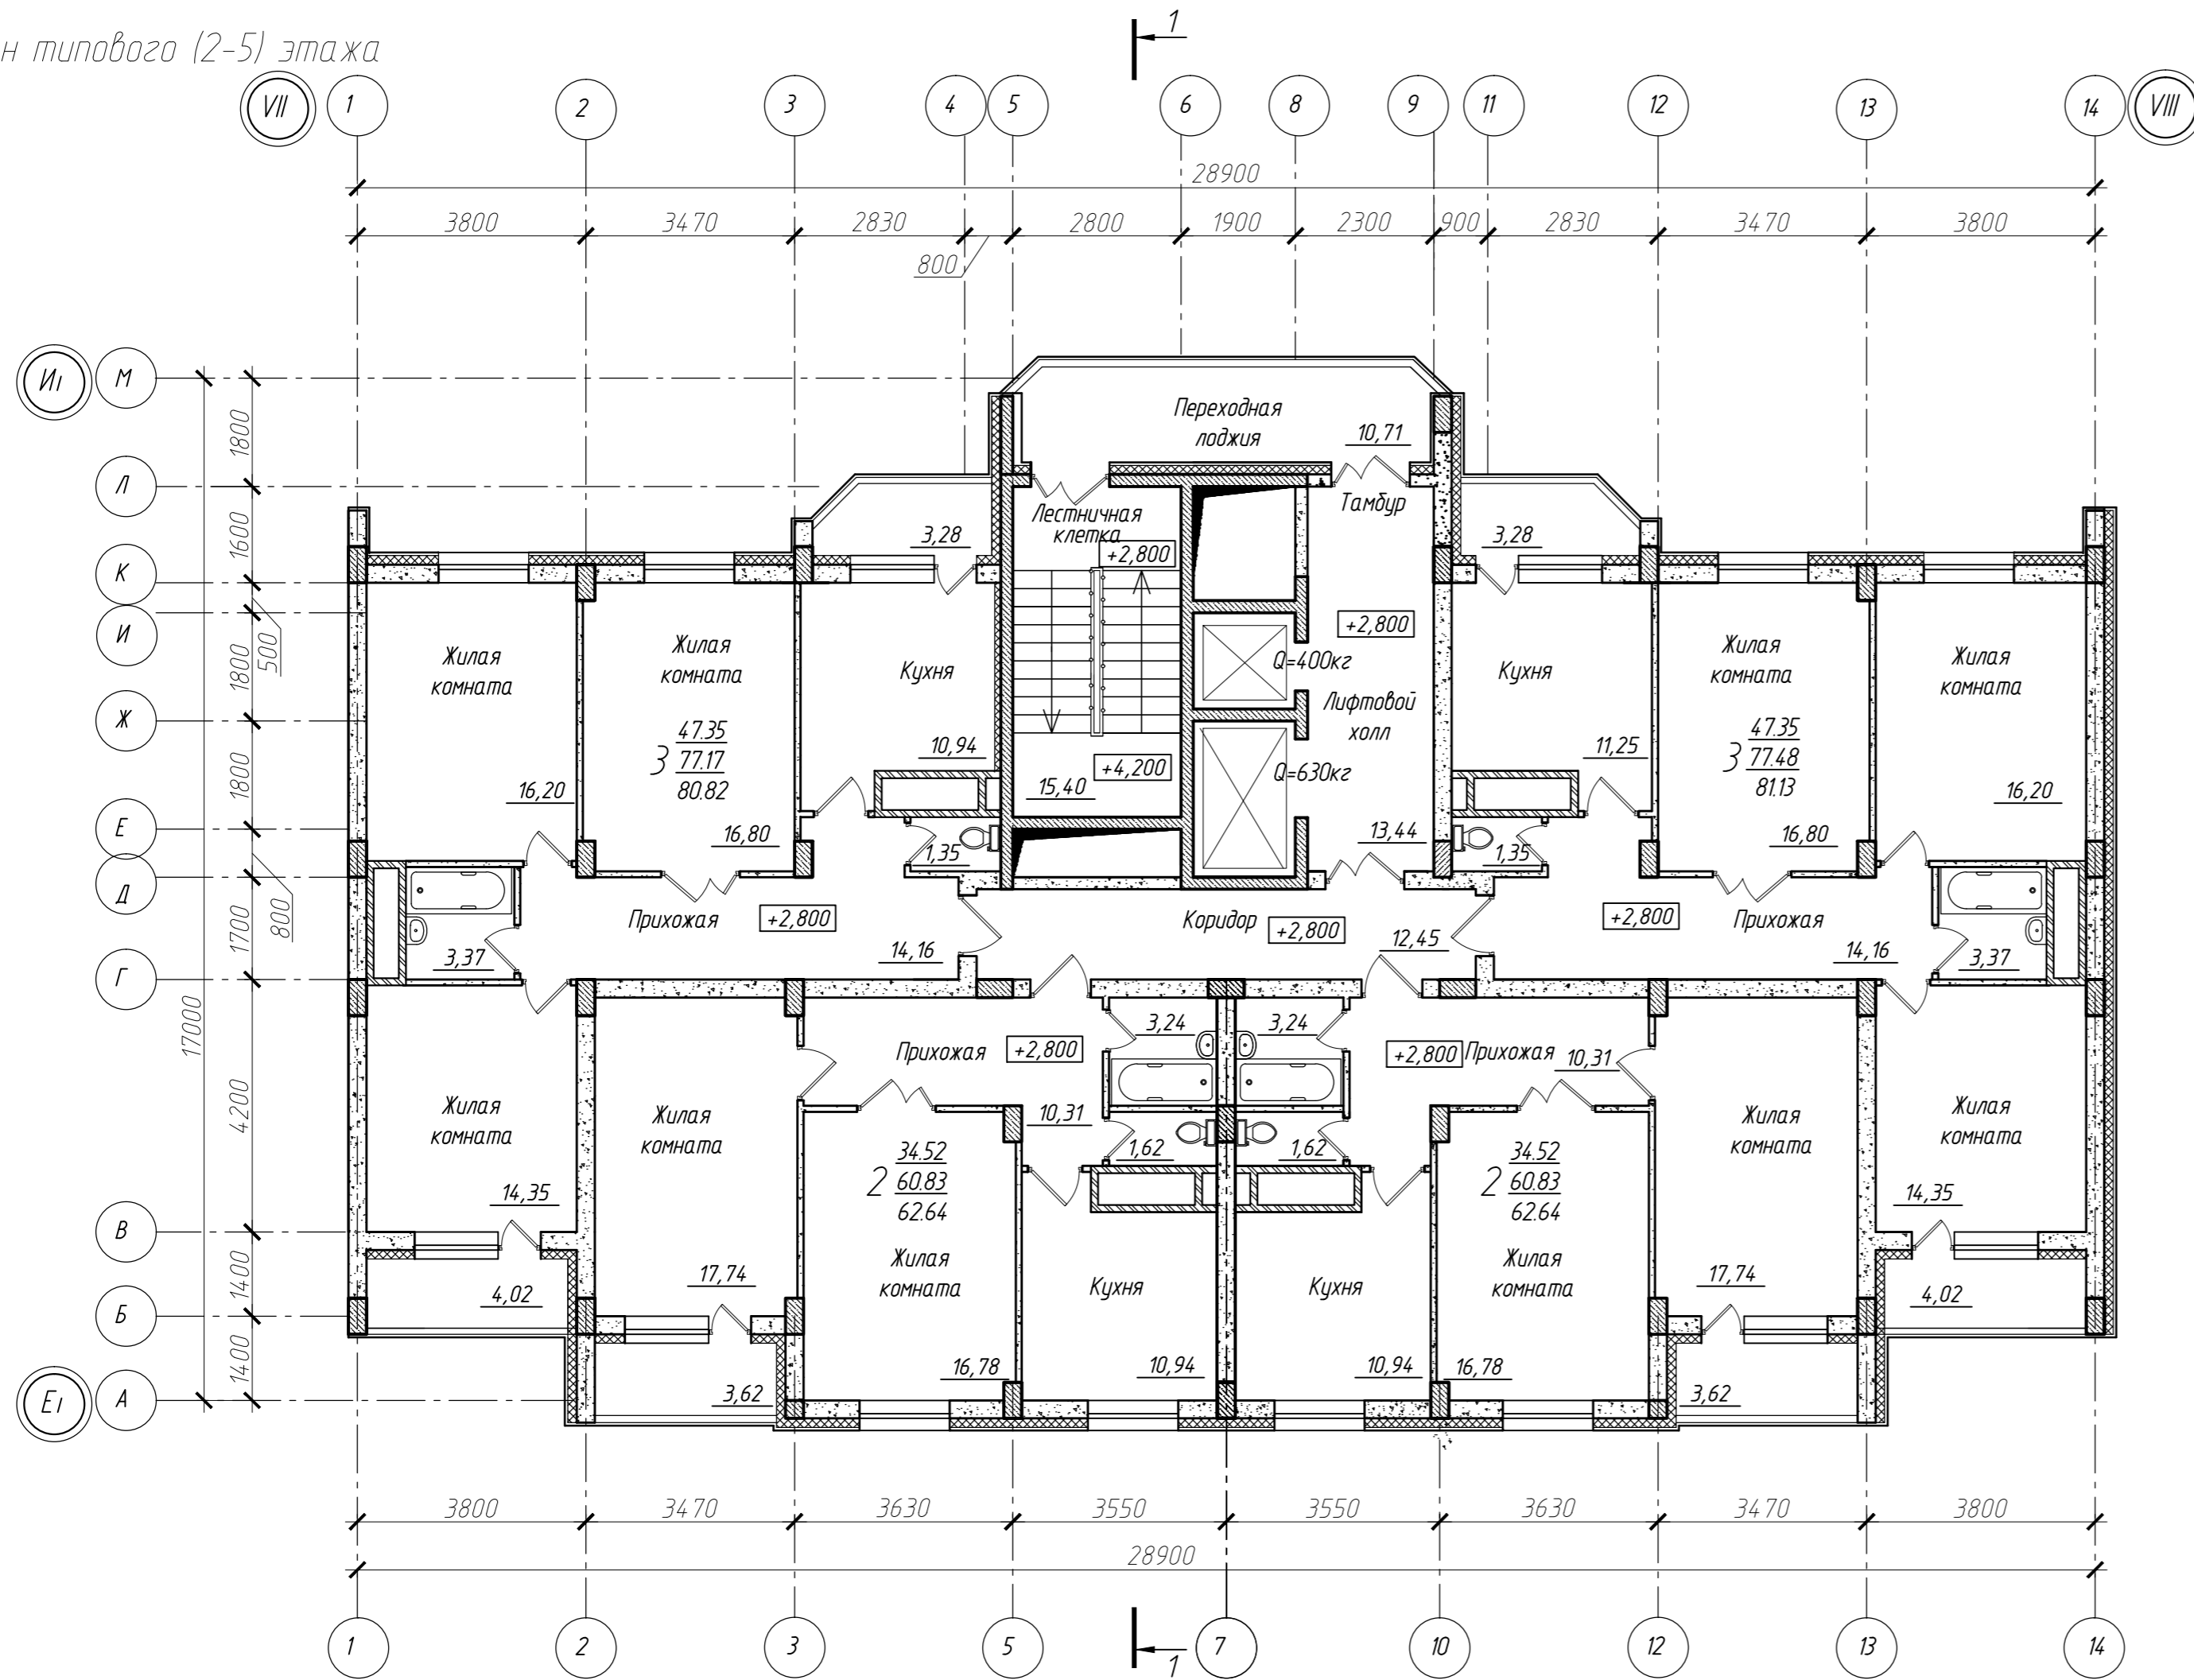 н типового (2-5) этажа
1
VII
1
2
3
4
5
6
8
9
11
12
13
14
VIII
28900
3800
3470
2830
2800
1900
2300
900
2830
3470
3800
800
Иı
М
Л
К
И
Ж
Е
Д
Г
В
Б
Еı
А
1800
1600
500
1800
1800
800
1700
4200
1400
1400
17000
Переходная
лоджия
10,71
Тамбур
Лестничная
клетка
+2,800
3,28
3,28
+2,800
Жилая
комната
Жилая
комната
Кухня
Q=400кг
Кухня
Жилая
комната
Жилая
комната
Лифтовой
холл
47.35
3 77.17
80.82
10,94
+4,200
Q=630кг
11,25
47.35
3 77.48
81.13
16,20
15,40
16,20
16,80
1,35
13,44
1,35
16,80
Прихожая
+2,800
Коридор
+2,800
+2,800
Прихожая
3,37
14,16
12,45
14,16
3,37
3,24
3,24
Прихожая
+2,800
+2,800
Прихожая
10,31
Жилая
комната
Жилая
комната
10,31
Жилая
комната
Жилая
комната
1,62
1,62
34.52
2 60.83
62.64
34.52
2 60.83
62.64
14,35
14,35
Жилая
комната
Кухня
Кухня
Жилая
комната
17,74
17,74
4,02
4,02
16,78
10,94
10,94
16,78
3,62
3,62
3800
3470
3630
3550
3550
3630
3470
3800
28900
1
2
3
5
1
7
10
12
13
14